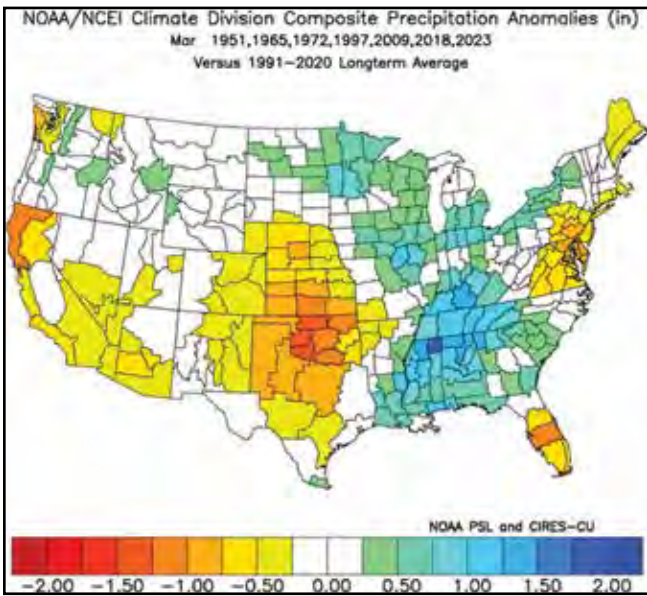 NOAA/NCEI Climate Division Composite Precipitation Anomalies (in)
Mar 1951,1965,1972,1997,2009,2018,2023
Versus 1991-2020 Longterm Average
NOAA PSL and CIRES-CU
-2.00 -1.50 -1.00 -0.50 0.00 0.50 1.00 1.50 2.00